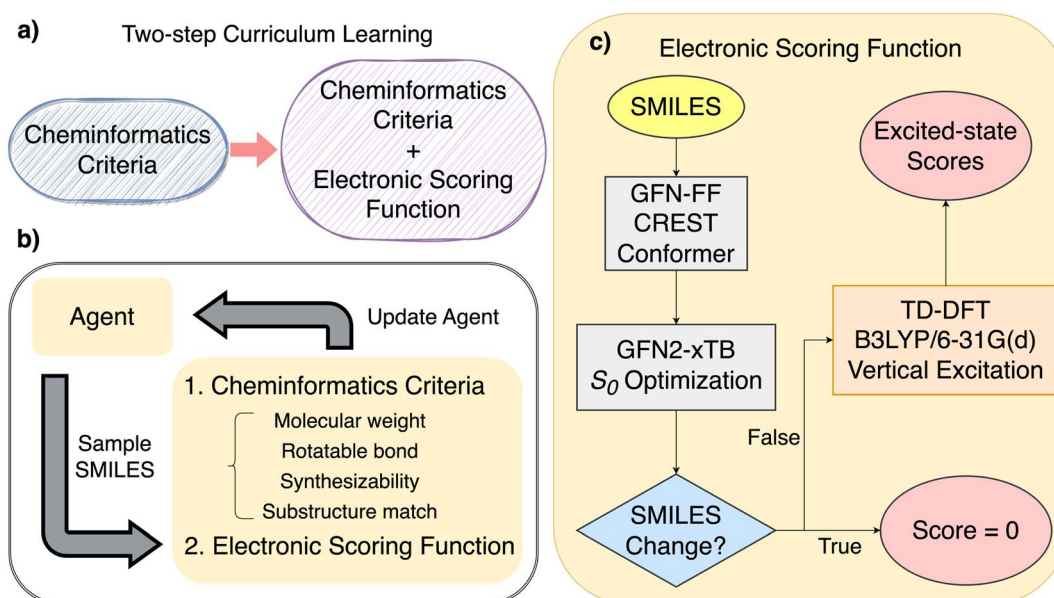 a)
Two-step Curriculum Learning
Cheminformatics
Criteria
Cheminformatics
Criteria
+
Electronic Scoring
Function
b)
Agent
Update Agent
Sample
SMILES
1. Cheminformatics Criteria
Molecular weight
Rotatable bond
Synthesizability
Substructure match
2. Electronic Scoring Function
c)
Electronic Scoring Function
SMILES
GFN-FF
CREST
Conformer
GFN2-xTB
S0 Optimization
SMILES
Change?
False
True
TD-DFT
B3LYP/6-31G(d)
Vertical Excitation
Excited-state
Scores
Score = 0